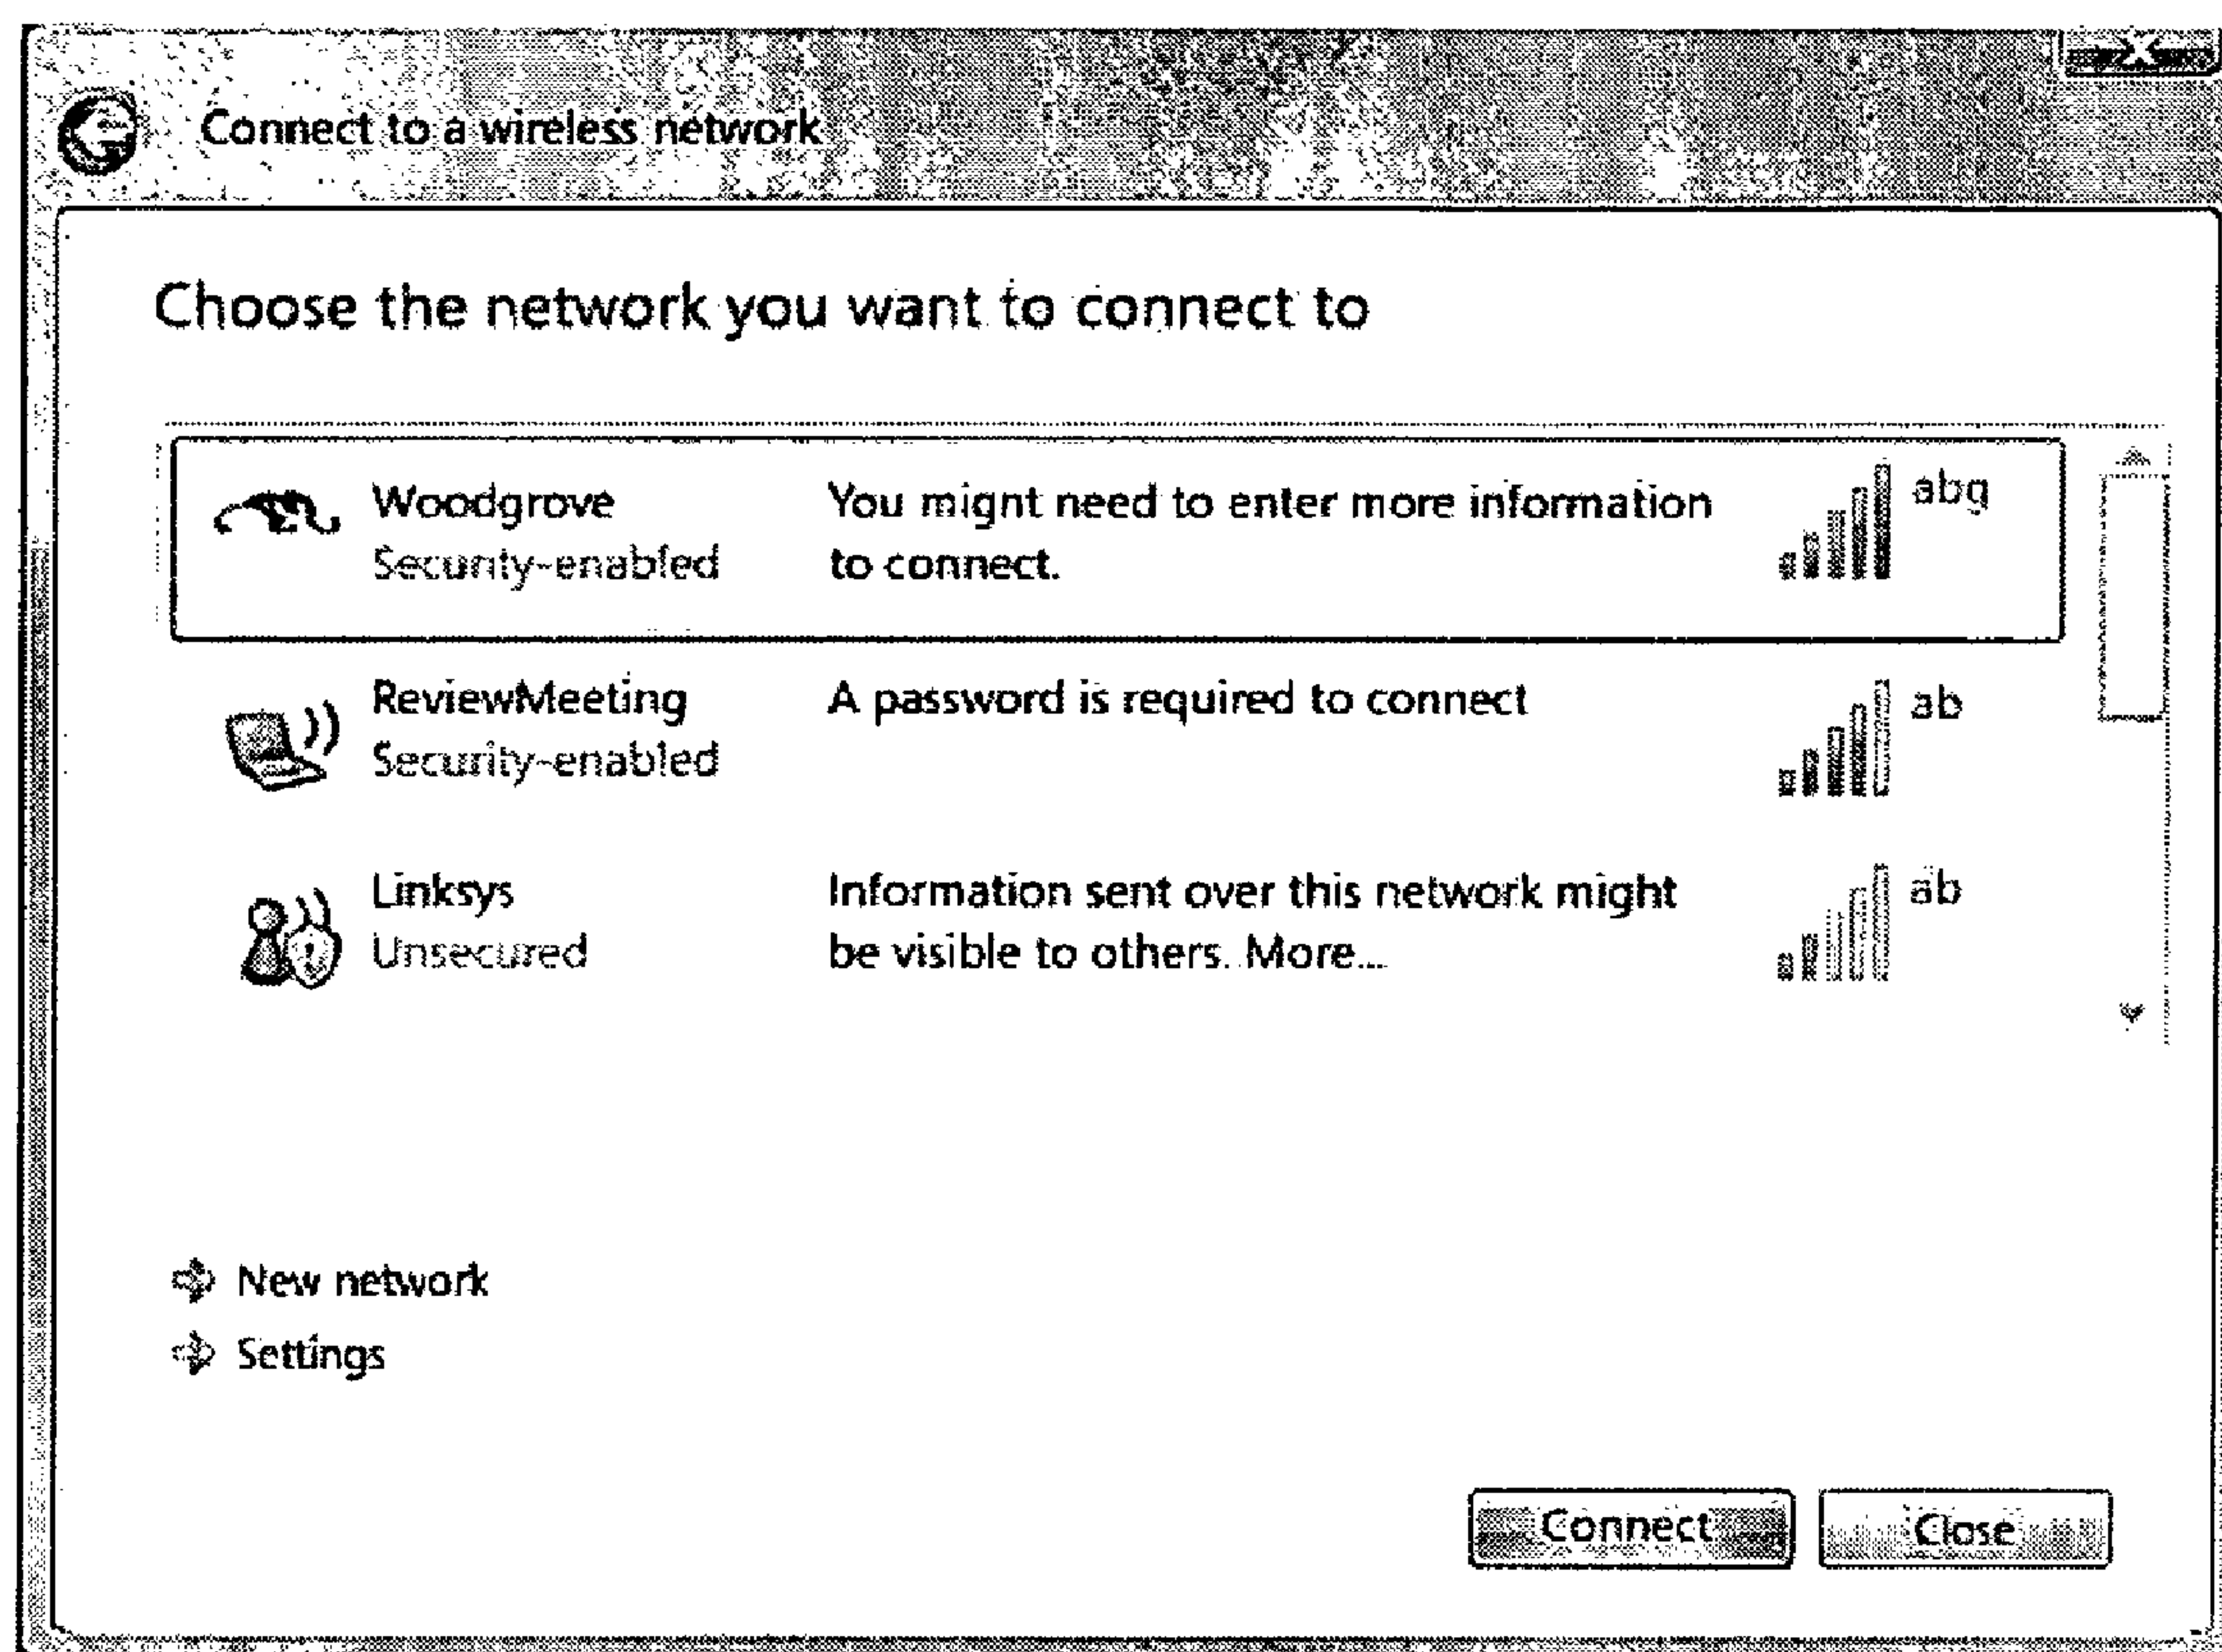 Connect to a wireless network
Choose the network you want to connect to
Woodgrove
Security-enabled
You mignt need to enter more information
to connect.
abg
ReviewMeeting
Security-enabled
A password is required to connect
ab
Linksys
Unsecured
Information sent over this network might
be visible to others. More...
ab
New network
Settings
Connect
Close